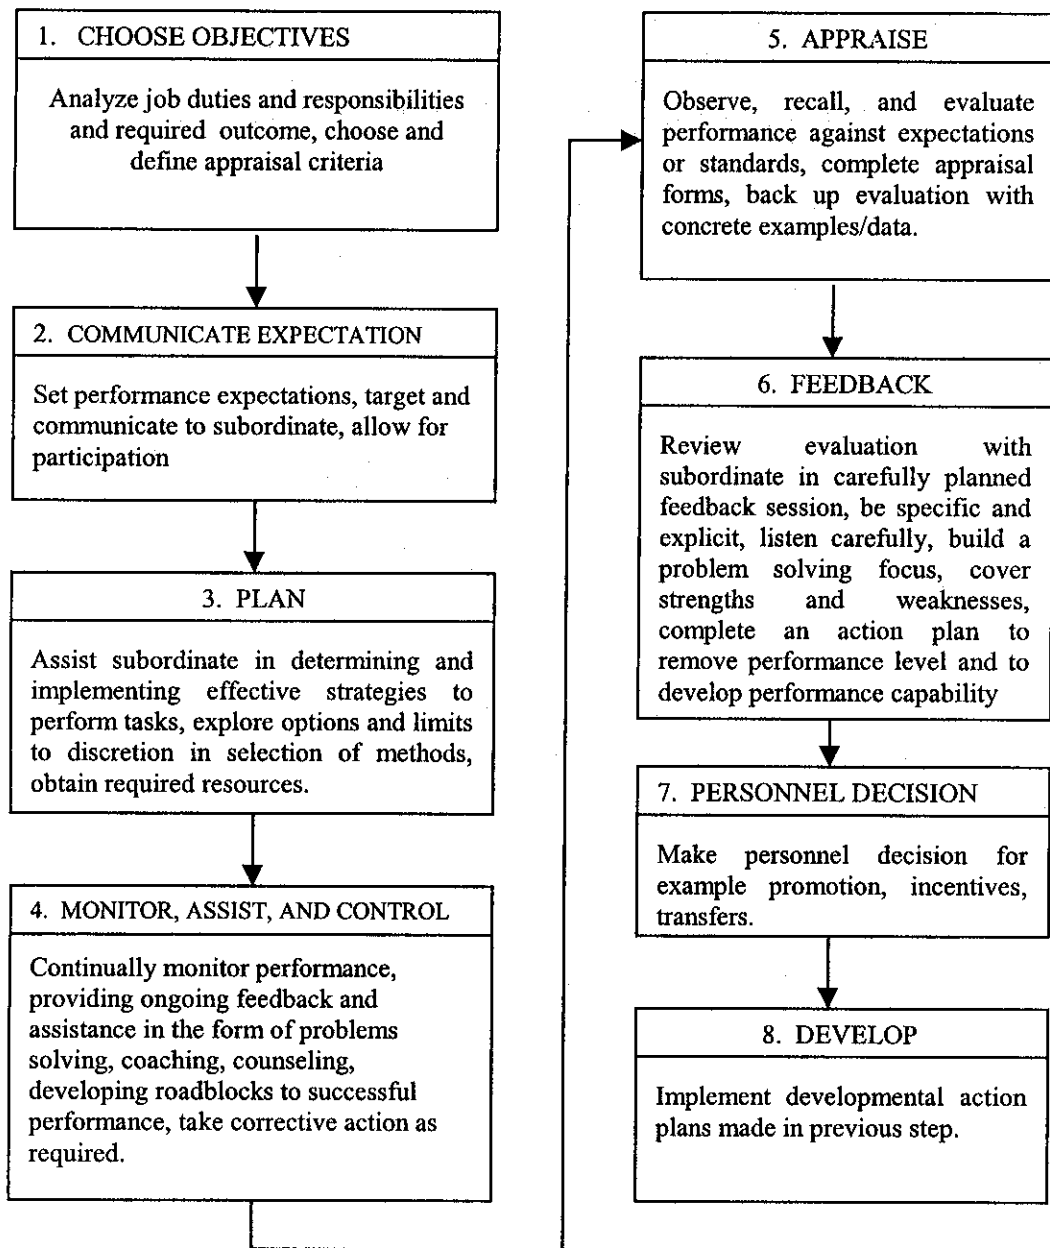 1. CHOOSE OBJECTIVES
Analyze job duties and responsibilities
and required outcome, choose and
define appraisal criteria
2. COMMUNICATE EXPECTATION
Set performance expectations, target and
communicate to subordinate, allow for
participation
3. PLAN
Assist subordinate in determining and
implementing effective strategies to
perform tasks, explore options and limits
to discretion in selection of methods,
obtain required resources.
4. MONITOR, ASSIST, AND CONTROL
Continually monitor performance,
providing ongoing feedback and
assistance in the form of problems
solving, coaching, counseling,
developing roadblocks to successful
performance, take corrective action as
required.
5. APPRAISE
Observe, recall, and evaluate
performance against expectations
or standards, complete appraisal
forms, back up evaluation with
concrete examples/data.
6. FEEDBACK
Review evaluation with
subordinate in carefully planned
feedback session, be specific and
explicit, listen carefully, build a
problem solving focus, cover
strengths and weaknesses,
complete an action plan to
remove performance level and to
develop performance capability
7. PERSONNEL DECISION
Make personnel decision for
example promotion, incentives,
transfers.
8. DEVELOP
Implement developmental action
plans made in previous step.